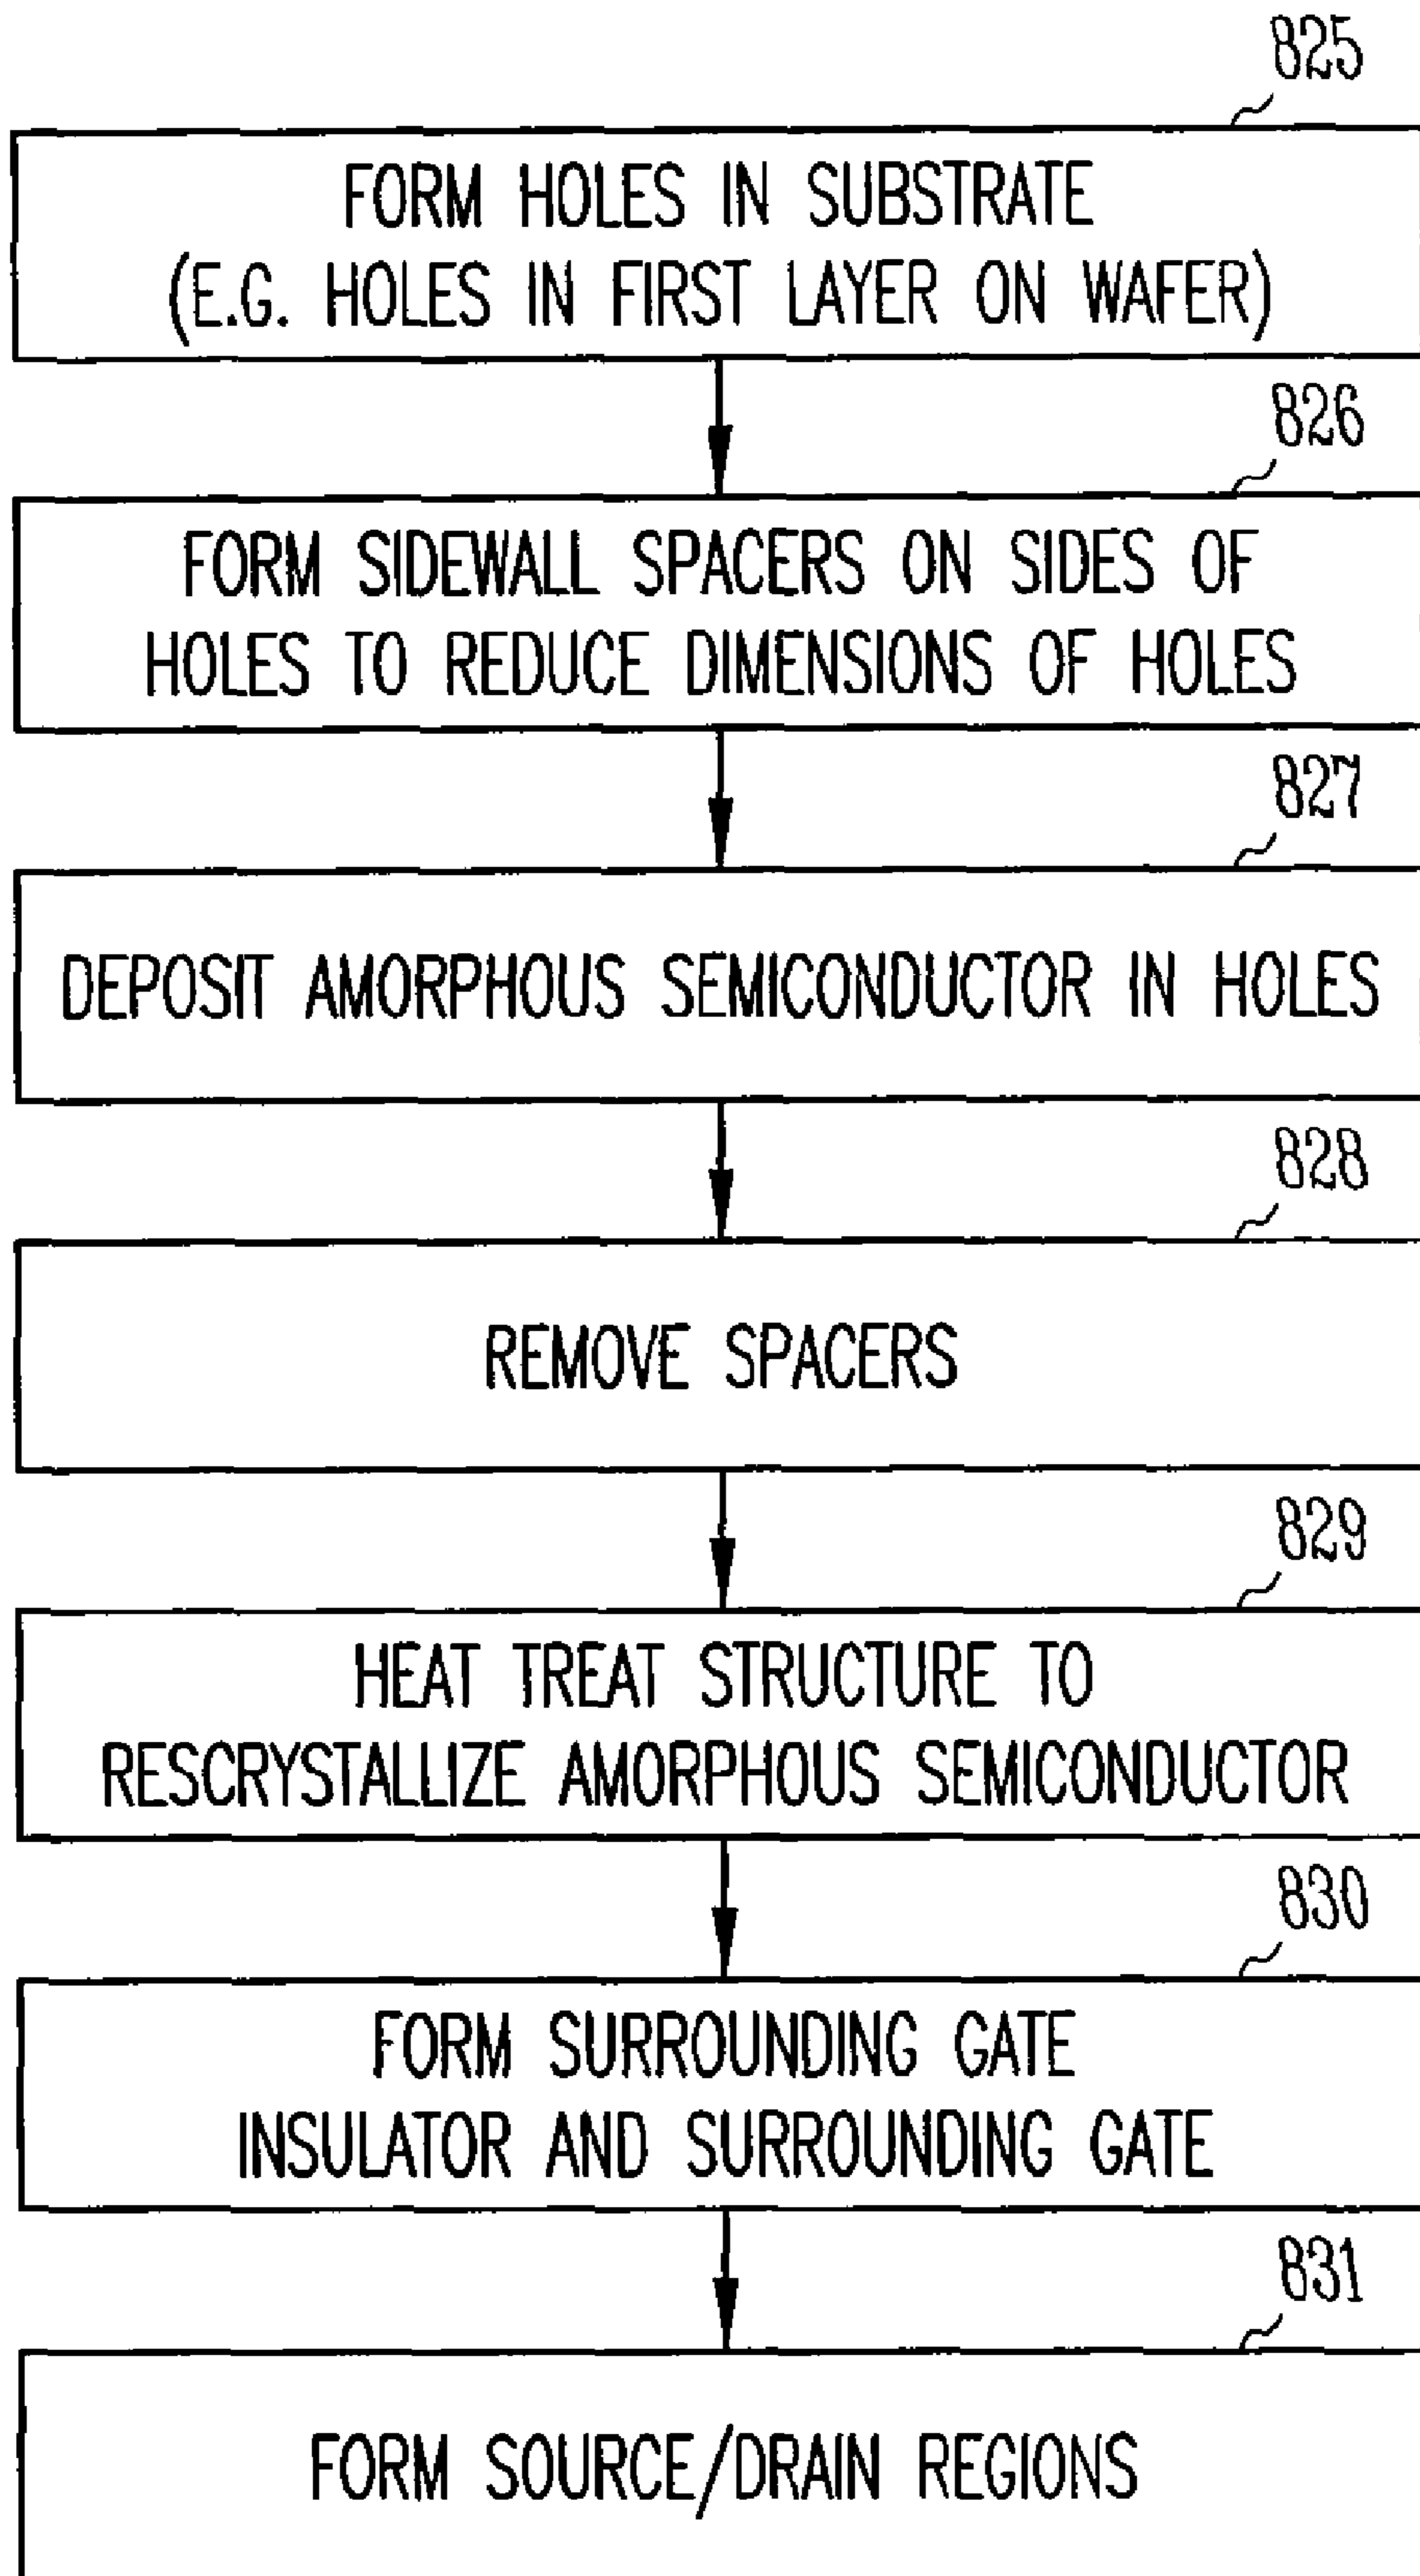 825
FORM HOLES IN SUBSTRATE
(E.G. HOLES IN FIRST LAYER ON WAFER)
826
FORM SIDEWALL SPACERS ON SIDES OF
HOLES TO REDUCE DIMENSIONS OF HOLES
827
DEPOSIT AMORPHOUS SEMICONDUCTOR IN HOLES
828
REMOVE SPACERS
829
HEAT TREAT STRUCTURE TO
RESCRYSTALLIZE AMORPHOUS SEMICONDUCTOR
830
FORM SURROUNDING GATE
INSULATOR AND SURROUNDING GATE
831
FORM SOURCE/DRAIN REGIONS